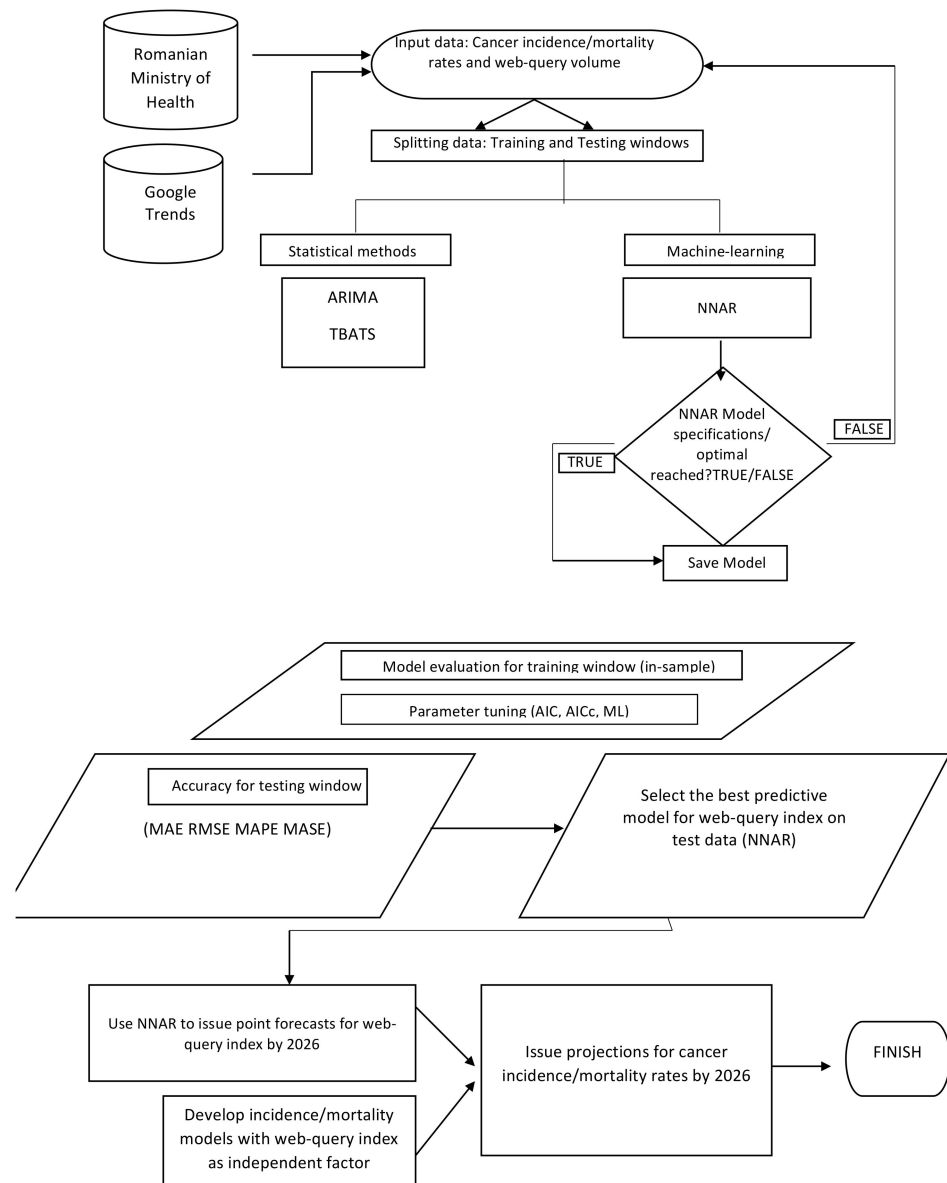 Romanian
Ministry of
Health
Input data: Cancer incidence/mortality
rates and web-query volume
Google
Trends
Splitting data: Training and Testing windows
Statistical methods
Machine-learning
ARIMA
TBATS
NNAR
NNAR Model
specifications/
optimal
reached?TRUE/FALSE
FALSE
TRUE
Save Model
Model evaluation for training window (in-sample)
Parameter tuning (AIC, AICc, ML)
Accuracy for testing window
(MAE RMSE MAPE MASE)
Select the best predictive
model for web-query index on
test data (NNAR)
Use NNAR to issue point forecasts for web-
query index by 2026
Develop incidence/mortality
models with web-query index
as independent factor
Issue projections for cancer
incidence/mortality rates by 2026
FINISH